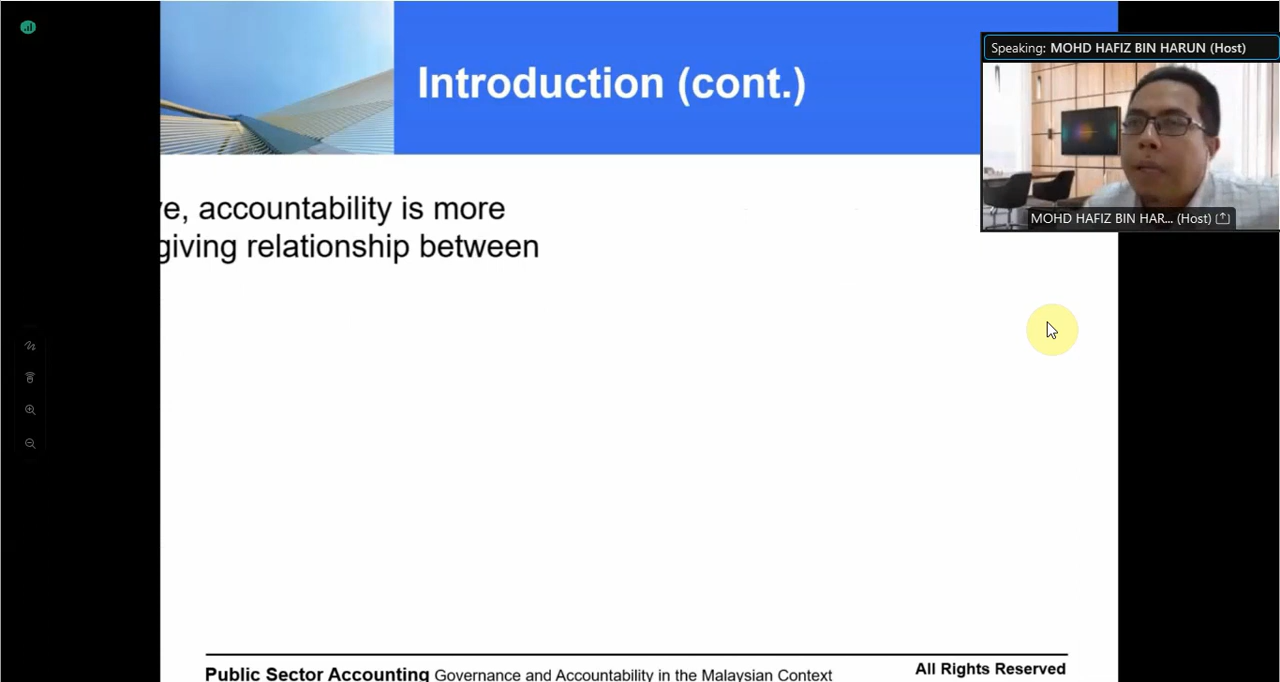 Introduction (cont.)
Speaking: MOHD HAFIZ BIN HARUN (Host)
MOHD HAFIZ BIN HAR... (Host)
ve, accountability is more
giving relationship between
Public Sector Accounting Governance and Accountability in the Malaysian Context
All Rights Reserved